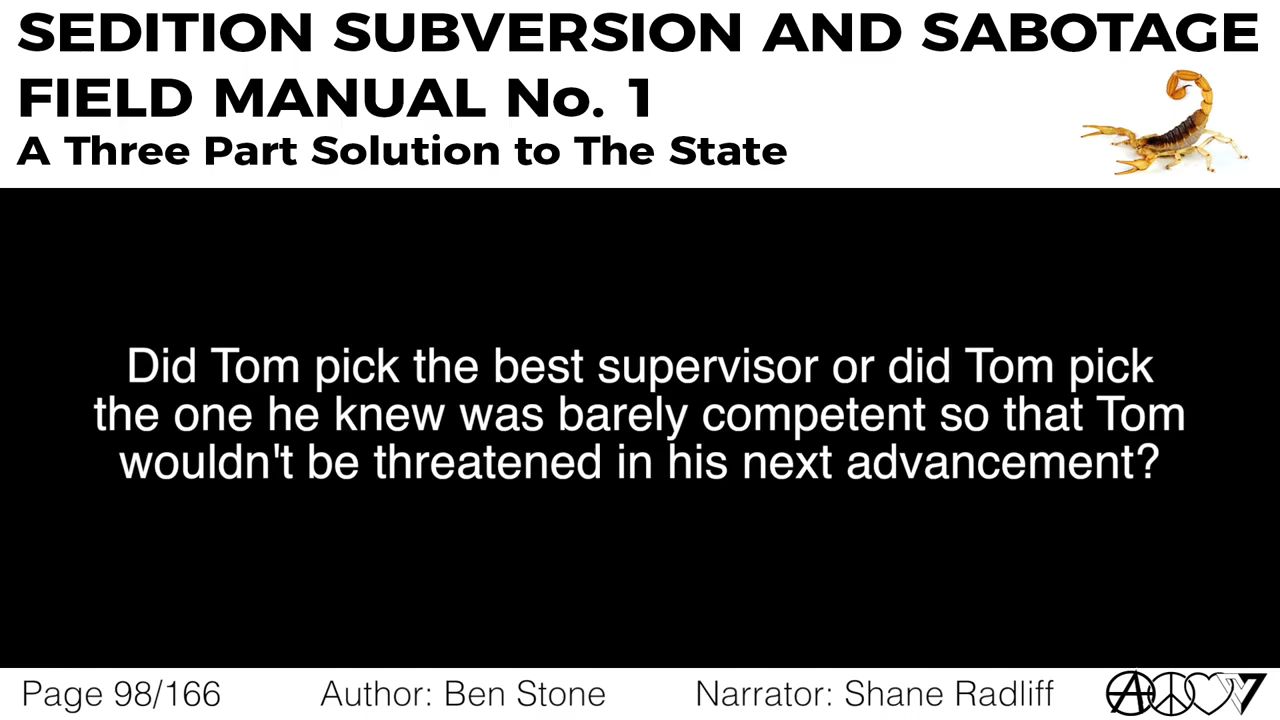 SEDITION SUBVERSION AND SABOTAGE
FIELD MANUAL No. 1
A Three Part Solution to The State
Did Tom pick the best supervisor or did Tom pick
the one he knew was barely competent so that Tom
wouldn't be threatened in his next advancement?
Page 98/166 Author: Ben Stone Narrator: Shane Radliff